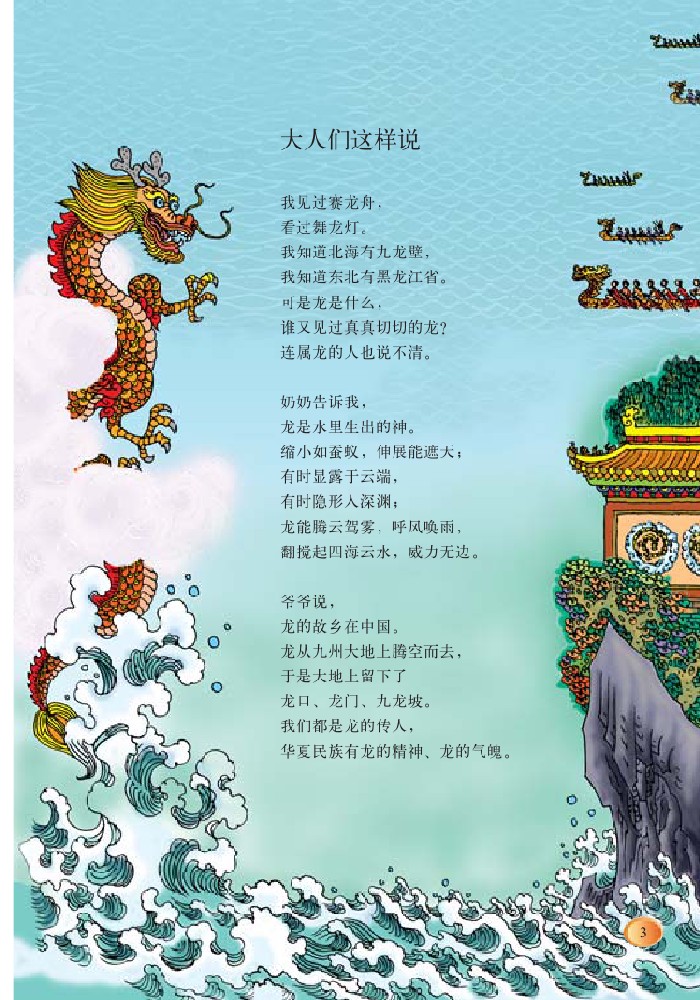 大人们这样说
我见过赛龙舟，
看过舞龙灯。
我知道北海有九龙壁，
我知道东北有黑龙江省。
可是龙是什么，
谁又见过真真切切的龙？
连属龙的人也说不清。
奶奶告诉我，
龙是水里生出的神。
缩小如蚕蚁，伸展能遮天；
有时显露于云端，
有时隐形入深渊；
龙能腾云驾雾，呼风唤雨，
翻搅起四海云水，威力无边。
爷爷说，
龙的故乡在中国。
龙从九州大地上腾空而去，
于是大地上留下了
龙口、龙门、九龙坡。
我们都是龙的传人，
华夏民族有龙的精神、龙的气魄。
3